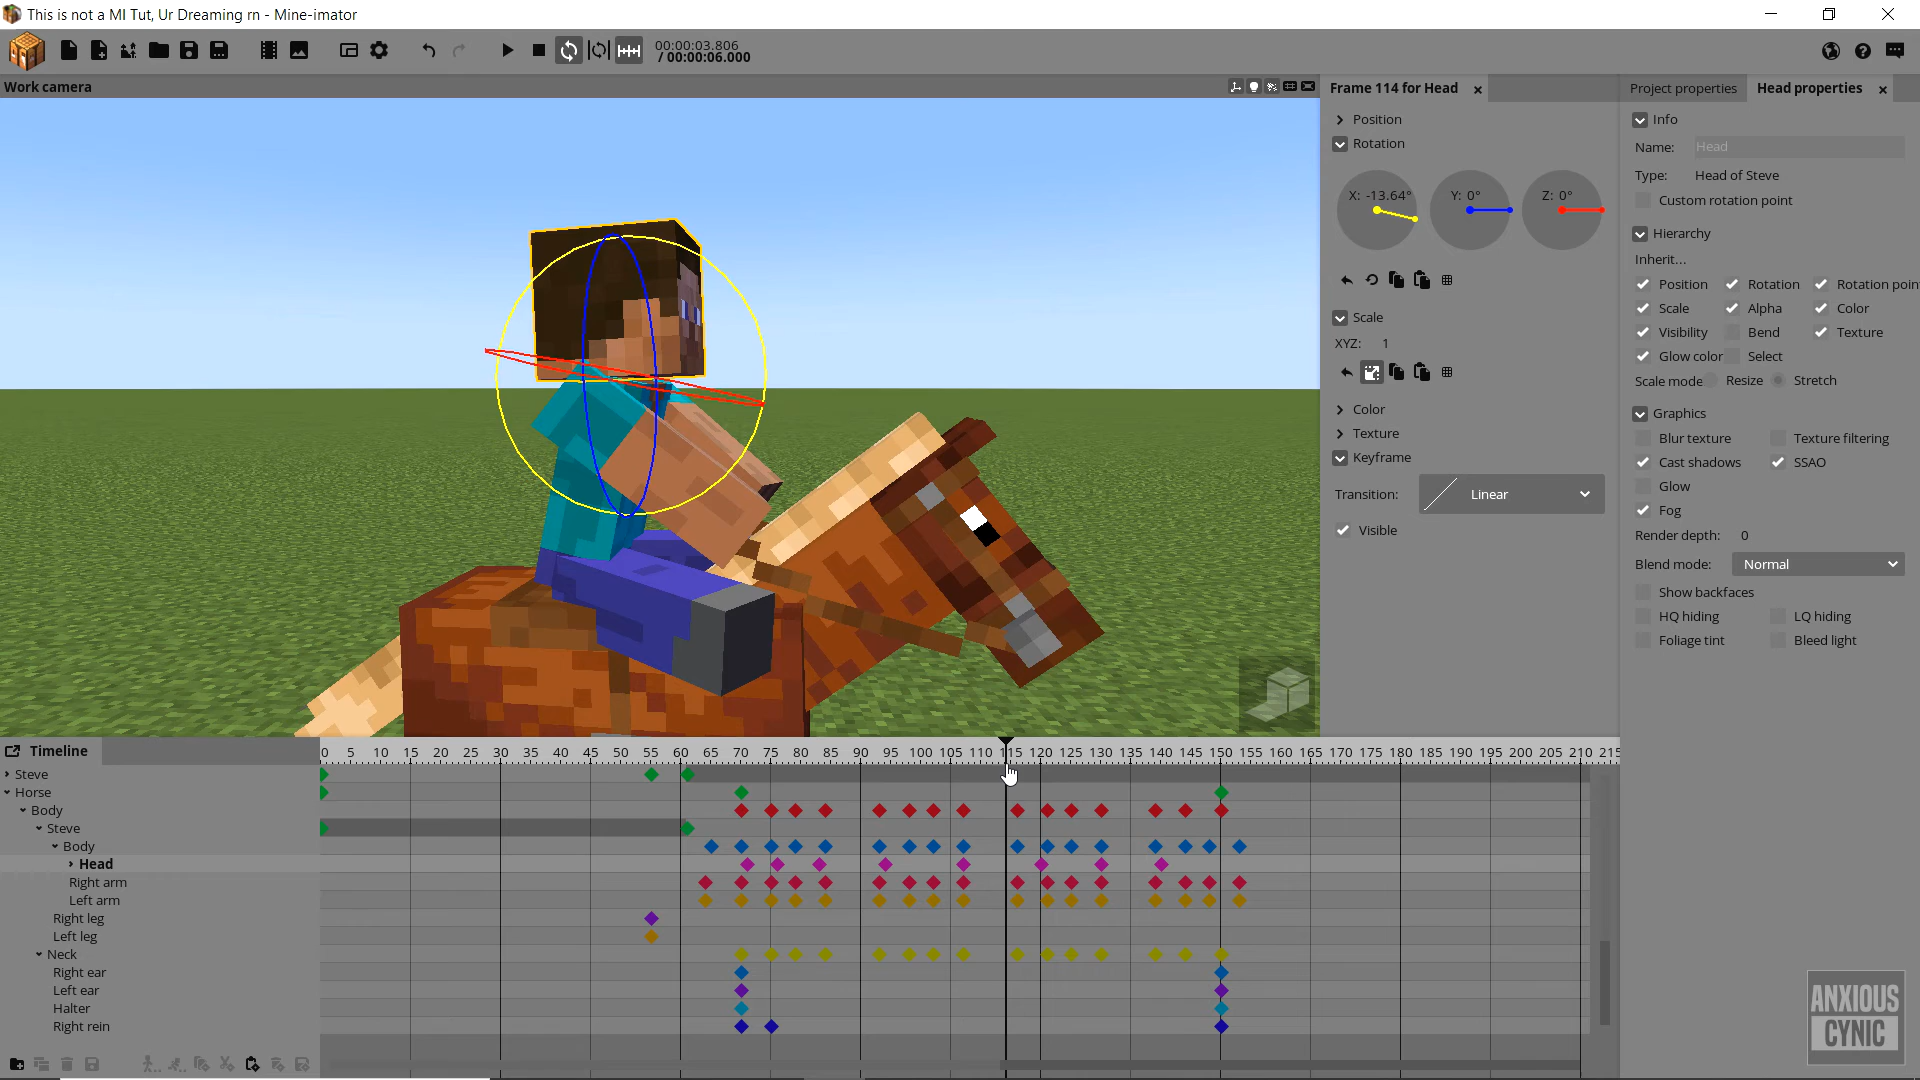 This is not a MI Tut, Ur Dreaming rn - Mine-imator
00:00:03.806
/ 00:00:06.000
Work camera
Frame 114 for Head
Position
Rotation
X: -13.64°
Y: 0°
Z: 0°
Scale
XYZ: 1
Color
Texture
Keyframe
Transition: Linear
Visible
Project properties
Head properties
Info
Name: Head
Type: Head of Steve
Custom rotation point
Hierarchy
Inherit...
Position Rotation Rotation poin
Scale Alpha Color
Visibility Bend Texture
Glow color Select
Scale mode Resize Stretch
Graphics
Blur texture Texture filtering
Cast shadows SSAO
Glow
Fog
Render depth: 0
Blend mode: Normal
Show backfaces
HQ hiding LQ hiding
Foliage tint Bleed light
Timeline
0 5 10 15 20 25 30 35 40 45 50 55 60 65 70 75 80 85 90 95 100 105 110 115 120 125 130 135 140 145 150 155 160 165 170 175 180 185 190 195 200 205 210 215
Steve
Horse
Body
Steve
Body
Head
Right arm
Left arm
Right leg
Left leg
Neck
Right ear
Left ear
Halter
Right rein
ANXIOUS
CYNIC